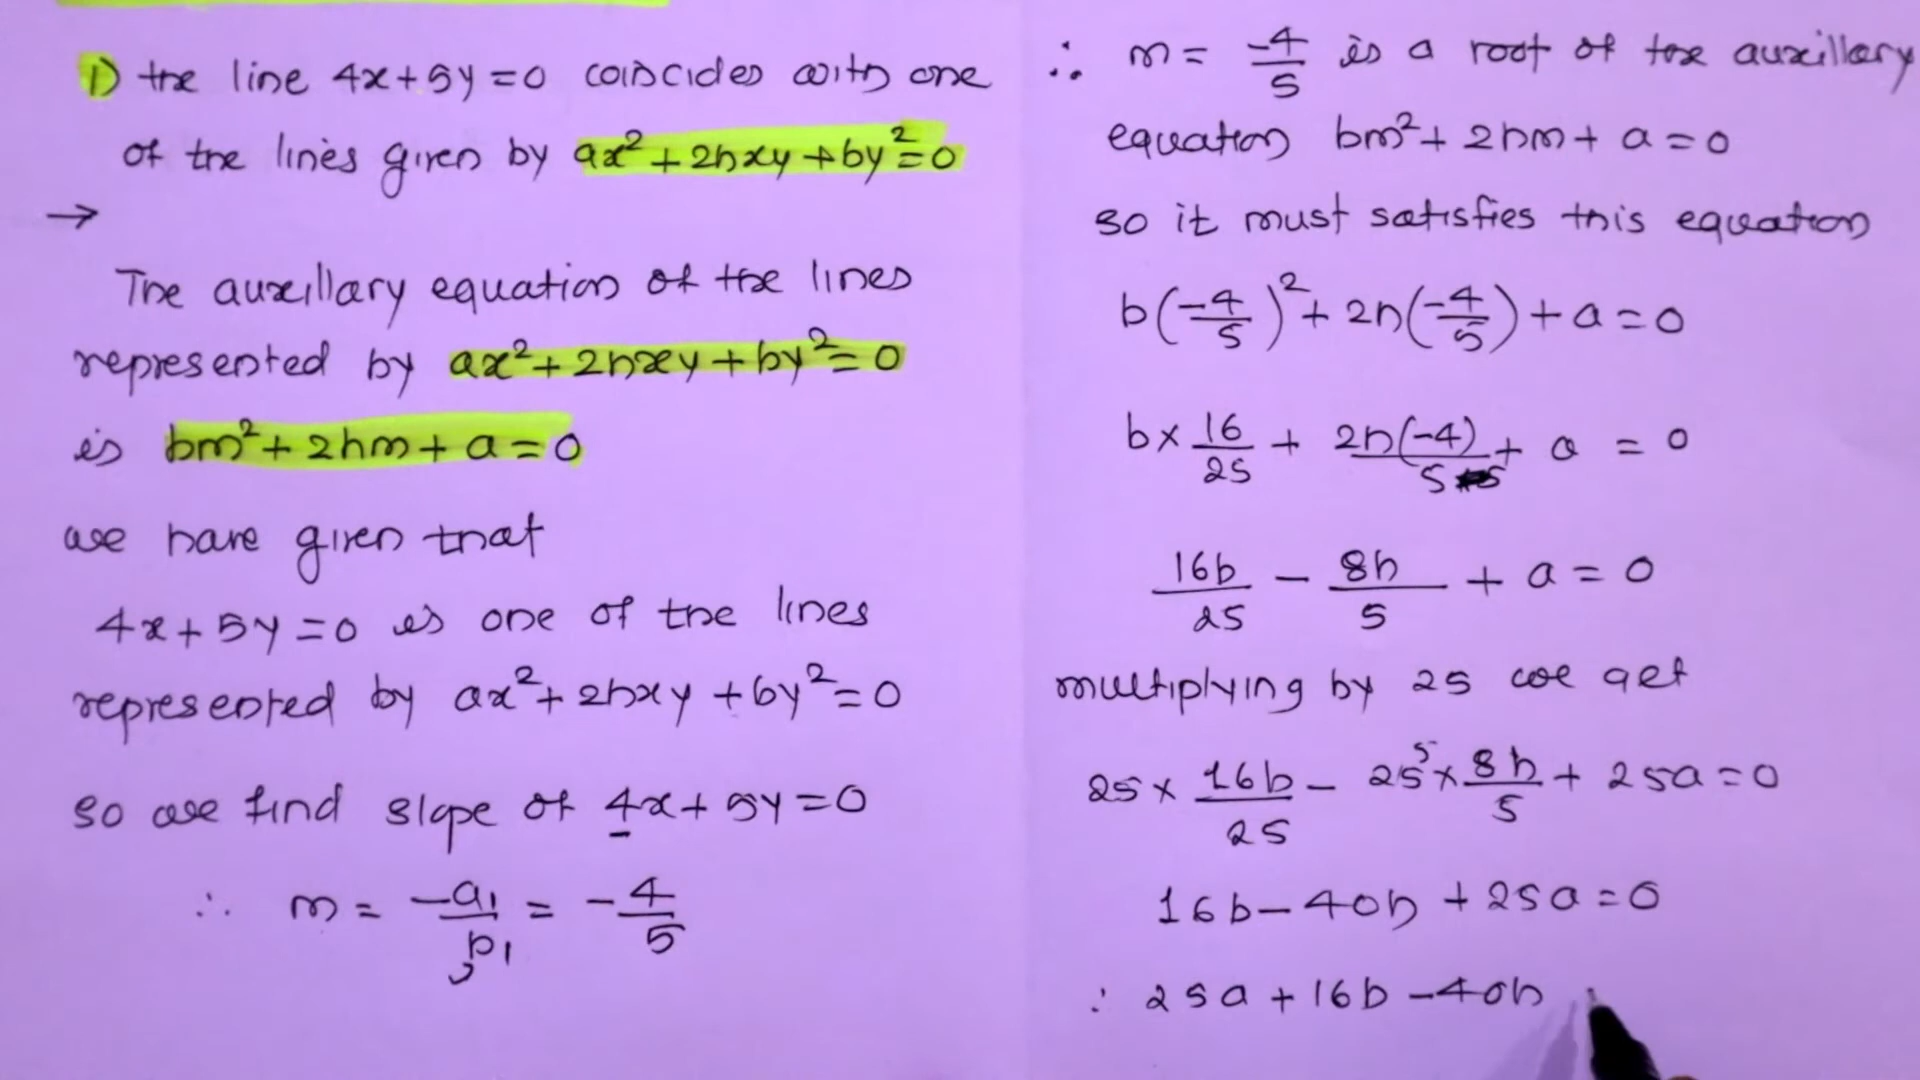 1) the line 4x+5y=0 coincides with one
of the lines given by ax²+2hxy+by²=0
→
The auxillary equation of the lines
represented by ax²+2hxy+by²=0
is bm²+2hm+a=0
we have given that
4x+5y=0 is one of the lines
represented by ax²+2hxy+by²=0
so we find slope of 4x+5y=0
∴ m = -a₁/b₁ = -4/5
∴ m = -4/5 is a root of the auxillary
equation bm²+2hm+a=0
so it must satisfies this equation
b(-4/5)²+2h(-4/5)+a=0
b×16/25 + 2h(-4)/5 + a = 0
16b/25 - 8h/5 + a = 0
multiplying by 25 we get
25×16b/25 - 25⁵×8h/5 + 25a=0
16b-40h+25a=0
: 25a+16b-40h